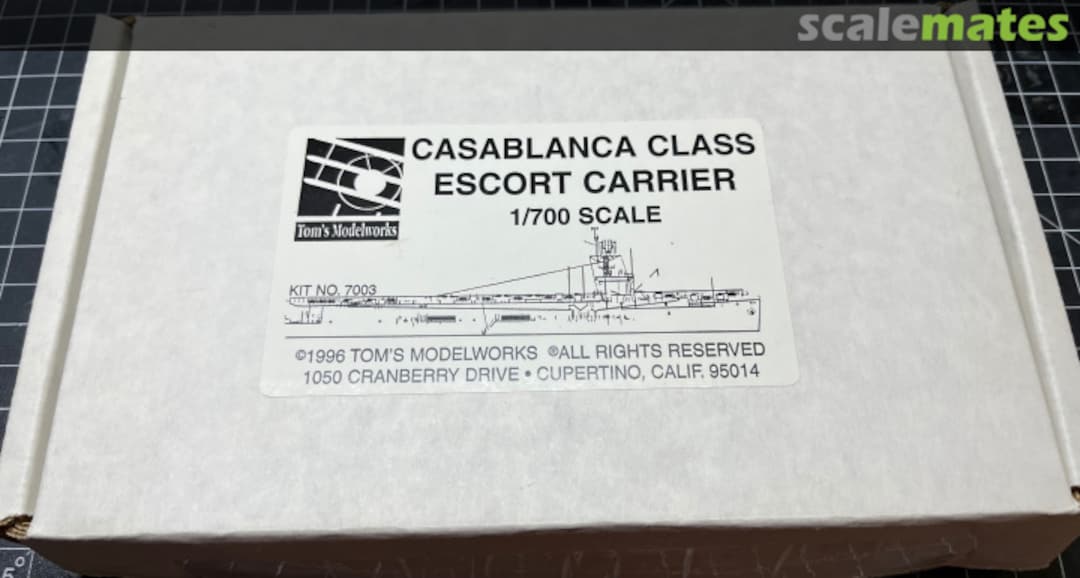 scalemates
CASABLANCA CLASS
ESCORT CARRIER
1/700 SCALE
Tom's Modelworks
KIT NO. 7003
©1996 TOM'S MODELWORKS ®ALL RIGHTS RESERVED
1050 CRANBERRY DRIVE • CUPERTINO, CALIF. 95014
5°